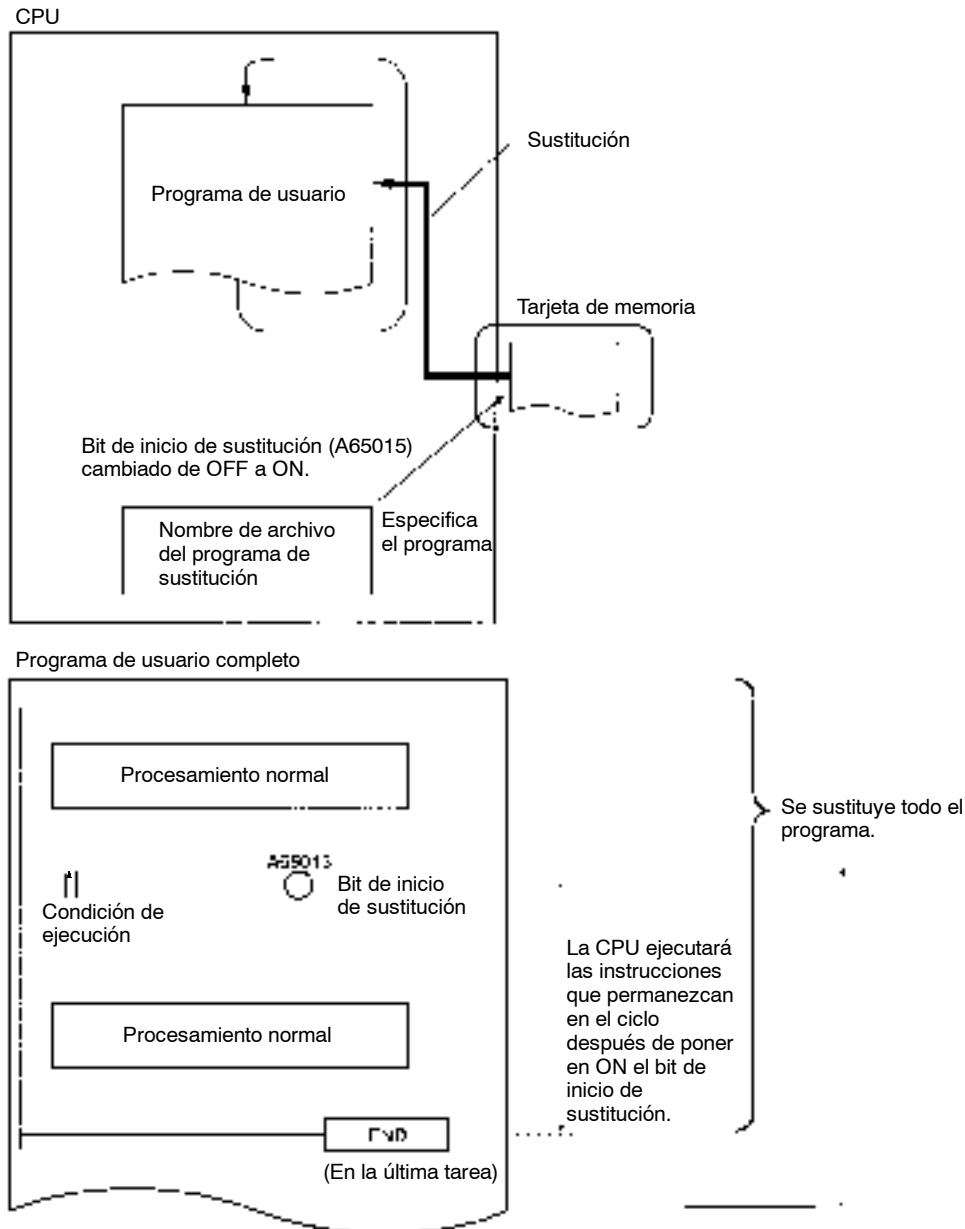 CPU
Sustitución
Programa de usuario
Tarjeta de memoria
Bit de inicio de sustitución (A65015)
cambiado de OFF a ON.
Nombre de archivo
del programa de
sustitución
Especifica
el programa
Programa de usuario completo
Procesamiento normal
Se sustituye todo el
programa.
A65015
Bit de inicio
de sustitución
Condición de
ejecución
La CPU ejecutará
las instrucciones
que permanezcan
en el ciclo
después de poner
en ON el bit de
inicio de
sustitución.
Procesamiento normal
END
(En la última tarea)